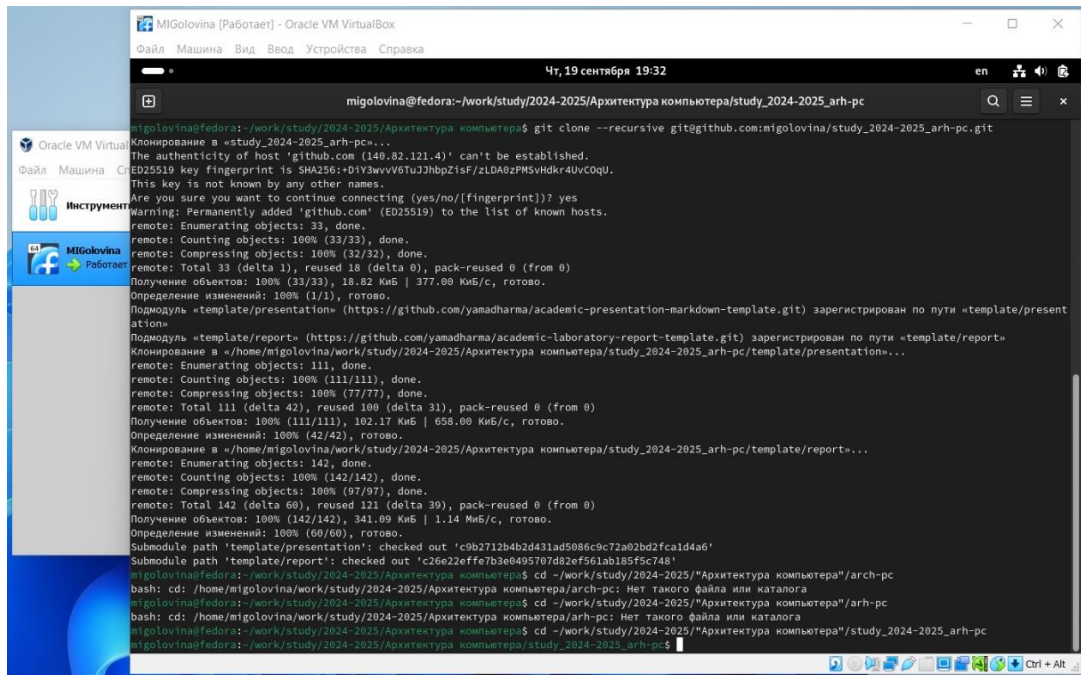 MIGolovina [Работает] - Oracle VM VirtualBox
Файл Машина Вид Ввод Устройства Справка
Чт, 19 сентября 19:32
en
migolovina@fedora:~/work/study/2024-2025/Архитектура компьютера/study_2024-2025_arh-pc
Oracle VM Virtual
Файл Машина Сп
Инструмент
64
MIGolovina
Работает
migolovina@fedora:~/work/study/2024-2025/Архитектура компьютера$ git clone --recursive git@github.com:migolovina/study_2024-2025_arh-pc.git
Клонирование в «study_2024-2025_arh-pc»...
The authenticity of host 'github.com (140.82.121.4)' can't be established.
ED25519 key fingerprint is SHA256:+DiY3wvvV6TuJJhbpZisF/zLDA0zPMSvHdkr4UvCOqU.
This key is not known by any other names.
Are you sure you want to continue connecting (yes/no/[fingerprint])? yes
Warning: Permanently added 'github.com' (ED25519) to the list of known hosts.
remote: Enumerating objects: 33, done.
remote: Counting objects: 100% (33/33), done.
remote: Compressing objects: 100% (32/32), done.
remote: Total 33 (delta 1), reused 18 (delta 0), pack-reused 0 (from 0)
Получение объектов: 100% (33/33), 18.82 КиБ | 377.00 КиБ/с, готово.
Определение изменений: 100% (1/1), готово.
Подмодуль «template/presentation» (https://github.com/yamadharma/academic-presentation-markdown-template.git) зарегистрирован по пути «template/present
ation»
Подмодуль «template/report» (https://github.com/yamadharma/academic-laboratory-report-template.git) зарегистрирован по пути «template/report»
Клонирование в «/home/migolovina/work/study/2024-2025/Архитектура компьютера/study_2024-2025_arh-pc/template/presentation»...
remote: Enumerating objects: 111, done.
remote: Counting objects: 100% (111/111), done.
remote: Compressing objects: 100% (77/77), done.
remote: Total 111 (delta 42), reused 100 (delta 31), pack-reused 0 (from 0)
Получение объектов: 100% (111/111), 102.17 КиБ | 658.00 КиБ/с, готово.
Определение изменений: 100% (42/42), готово.
Клонирование в «/home/migolovina/work/study/2024-2025/Архитектура компьютера/study_2024-2025_arh-pc/template/report»...
remote: Enumerating objects: 142, done.
remote: Counting objects: 100% (142/142), done.
remote: Compressing objects: 100% (97/97), done.
remote: Total 142 (delta 60), reused 121 (delta 39), pack-reused 0 (from 0)
Получение объектов: 100% (142/142), 341.09 КиБ | 1.14 МиБ/с, готово.
Определение изменений: 100% (60/60), готово.
Submodule path 'template/presentation': checked out 'c9b2712b4b2d431ad5086c9c72a02bd2fca1d4a6'
Submodule path 'template/report': checked out 'c26e22effe7b3e0495707d82ef561ab185f5c748'
migolovina@fedora:~/work/study/2024-2025/Архитектура компьютера$ cd ~/work/study/2024-2025/"Архитектура компьютера"/arch-pc
bash: cd: /home/migolovina/work/study/2024-2025/Архитектура компьютера/arch-pc: Нет такого файла или каталога
migolovina@fedora:~/work/study/2024-2025/Архитектура компьютера$ cd ~/work/study/2024-2025/"Архитектура компьютера"/arh-pc
bash: cd: /home/migolovina/work/study/2024-2025/Архитектура компьютера/arh-pc: Нет такого файла или каталога
migolovina@fedora:~/work/study/2024-2025/Архитектура компьютера$ cd ~/work/study/2024-2025/"Архитектура компьютера"/study_2024-2025_arh-pc
migolovina@fedora:~/work/study/2024-2025/Архитектура компьютера/study_2024-2025_arh-pc$
Ctrl + Alt